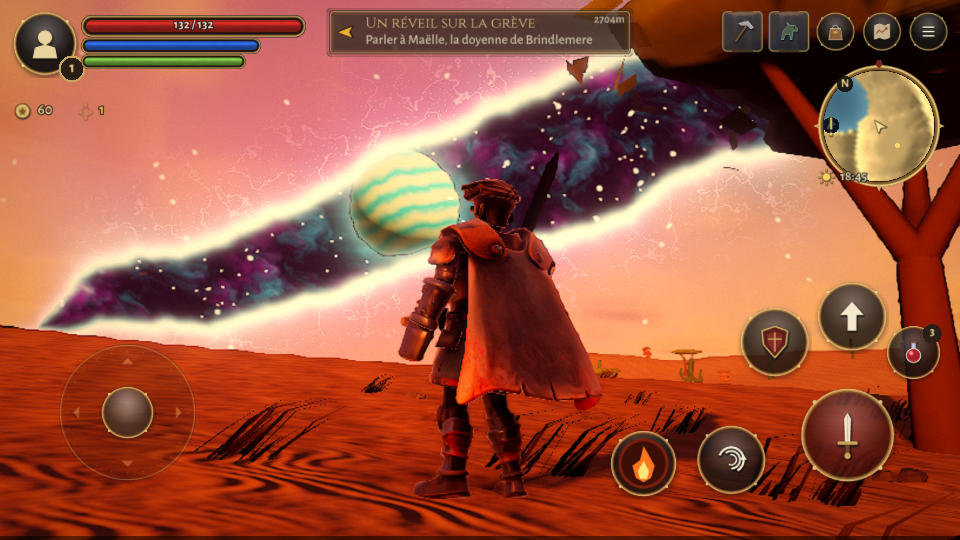 132/132
1
60
1
Un réveil sur la grève
2704m
Parler à Maëlle, la doyenne de Brindlemere
N
18:45
3